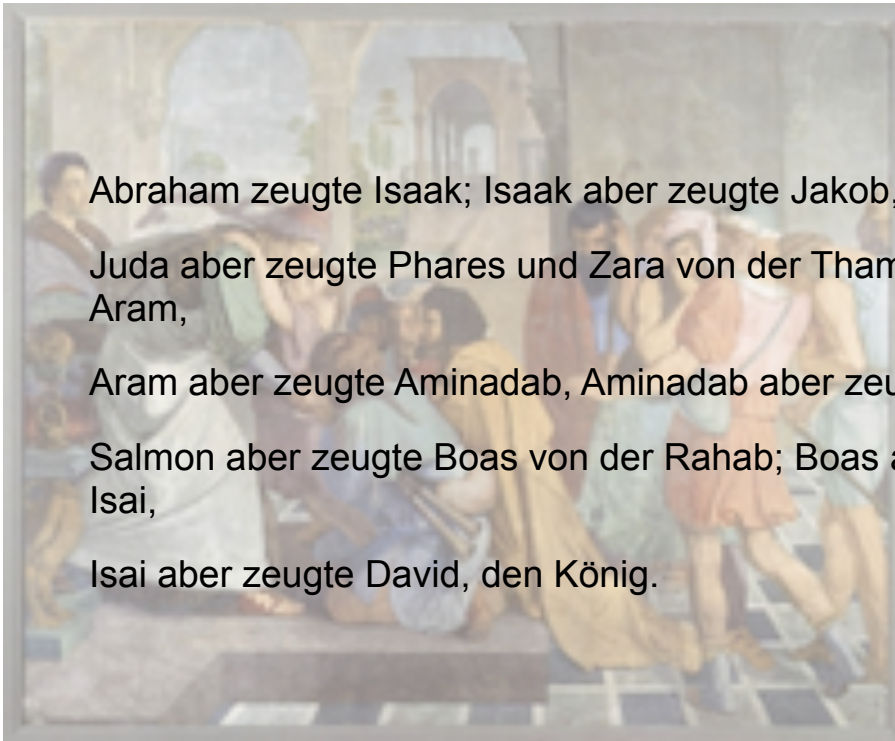 Abraham zeugte Isaak; Isaak aber zeugte Jakob,
Juda aber zeugte Phares und Zara von der
Aram,
Aram aber zeugte Aminadab, Aminadab aber
Salmon aber zeugte Boas von der Rahab; Boas
Isai,
Isai aber zeugte David, den König.